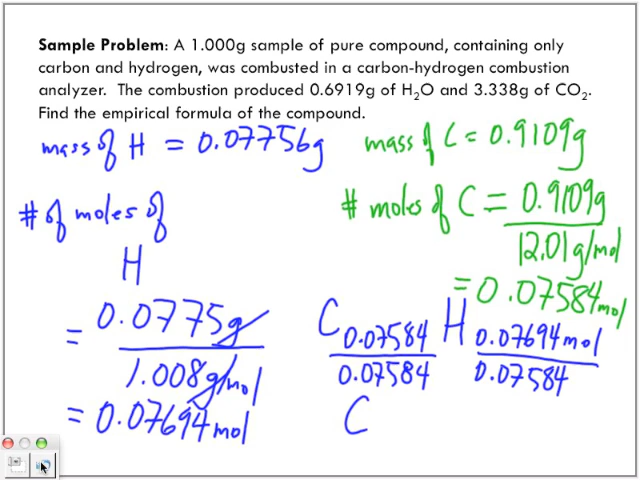 Sample Problem: A 1.000g sample of pure compound, containing only
carbon and hydrogen, was combusted in a carbon-hydrogen combustion
analyzer. The combustion produced 0.6919g of H₂O and 3.338g of CO₂.
Find the empirical formula of the compound.
mass of H = 0.07756g
mass of C = 0.9109g
# of moles of
H
= 0.0775g
1.008g/mol
= 0.07694mol
# moles of C = 0.9109g
12.01g/mol
= 0.07584mol
C 0.07584 H 0.07694mol
0.07584 0.07584
C